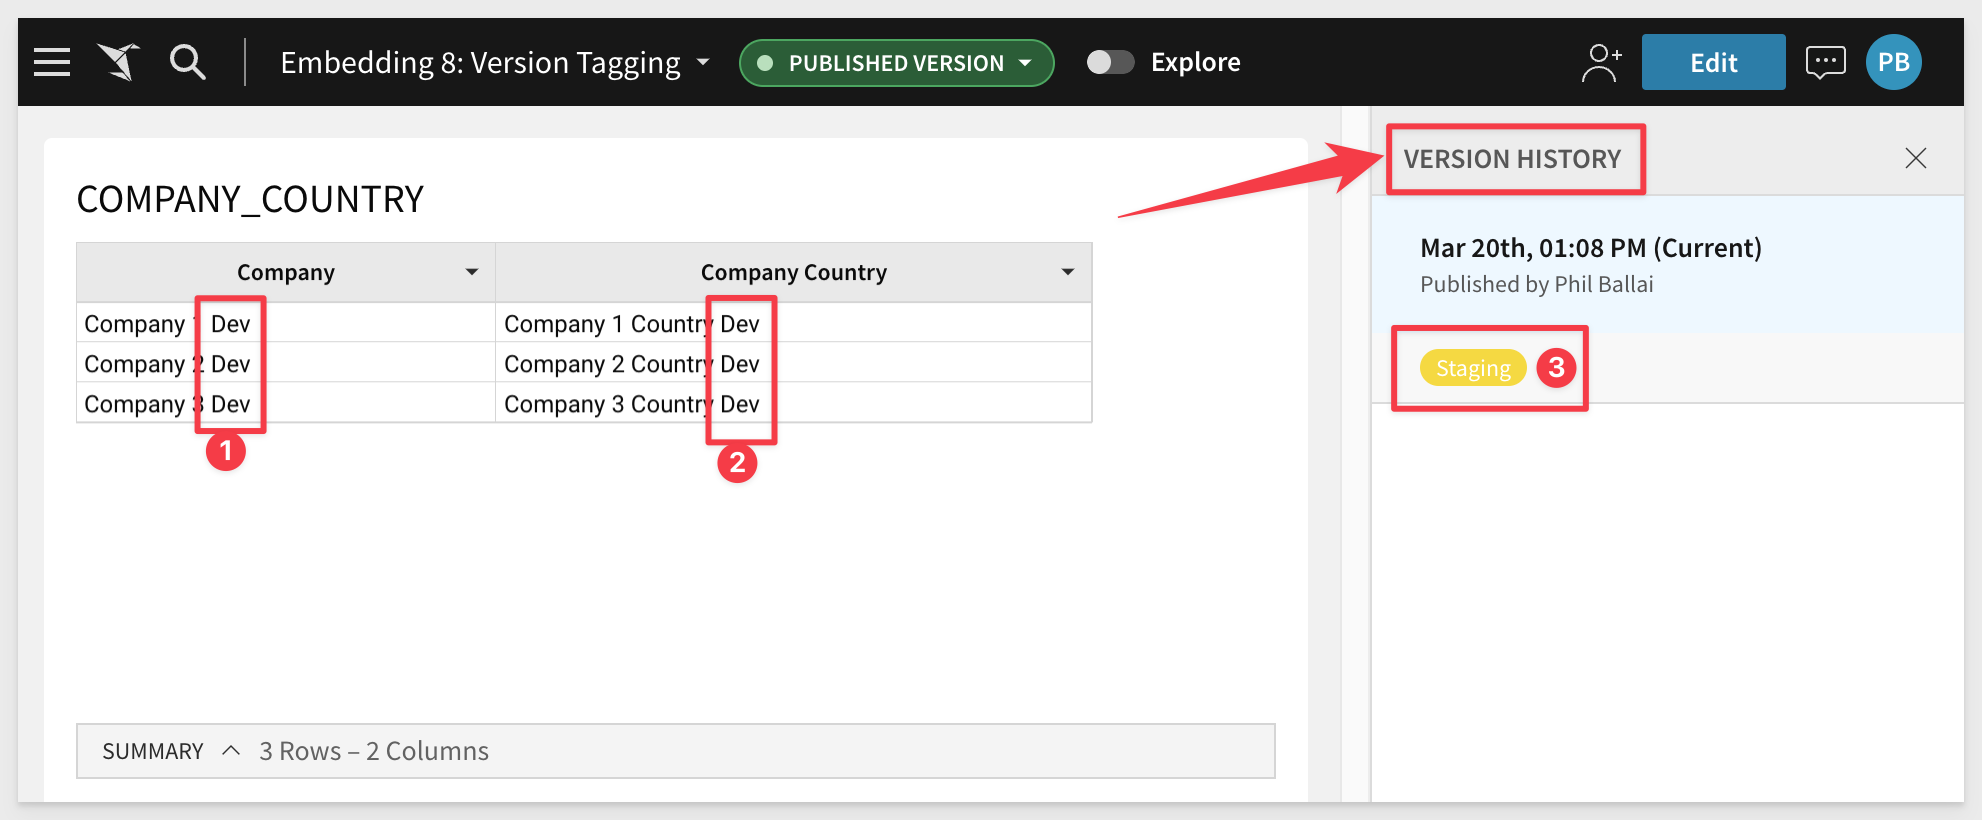 Embedding 8: Version Tagging
PUBLISHED VERSION
Explore
Edit
PB
VERSION HISTORY
COMPANY_COUNTRY
Mar 20th, 01:08 PM (Current)
Published by Phil Ballai
Staging
3
Company Company Country
Company 1 Dev Company 1 Country Dev
Company 2 Dev Company 2 Country Dev
Company 3 Dev Company 3 Country Dev
1
2
SUMMARY 3 Rows – 2 Columns